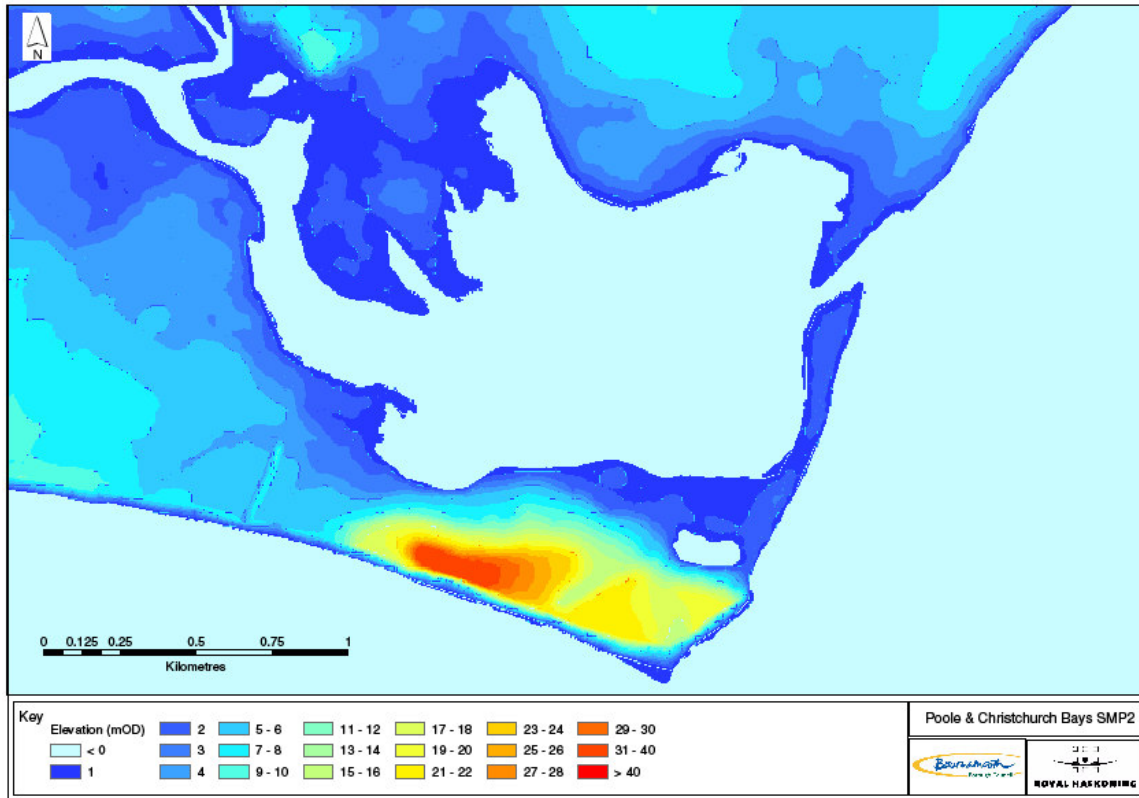 N
0 0.125 0.25 0.5 0.75 1
Kilometres
Key
Elevation (mOD)
< 0
1
2
3
4
5 - 6
7 - 8
9 - 10
11 - 12
13 - 14
15 - 16
17 - 18
19 - 20
21 - 22
23 - 24
25 - 26
27 - 28
29 - 30
31 - 40
> 40
Poole & Christchurch Bays SMP2
Bournemouth
Borough Council
ROYAL HASKONING